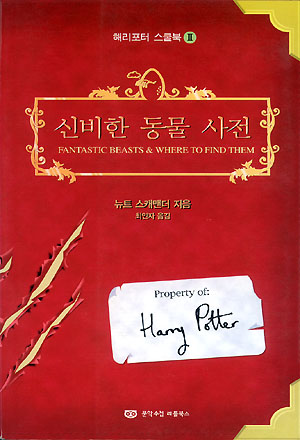 해리포터 스쿨북 II
신비한 동물 사전
FANTASTIC BEASTS & WHERE TO FIND THEM
뉴트 스캐맨더 지음
최인자 옮김
Property of:
Harry Potter
문학수첩 리틀북스